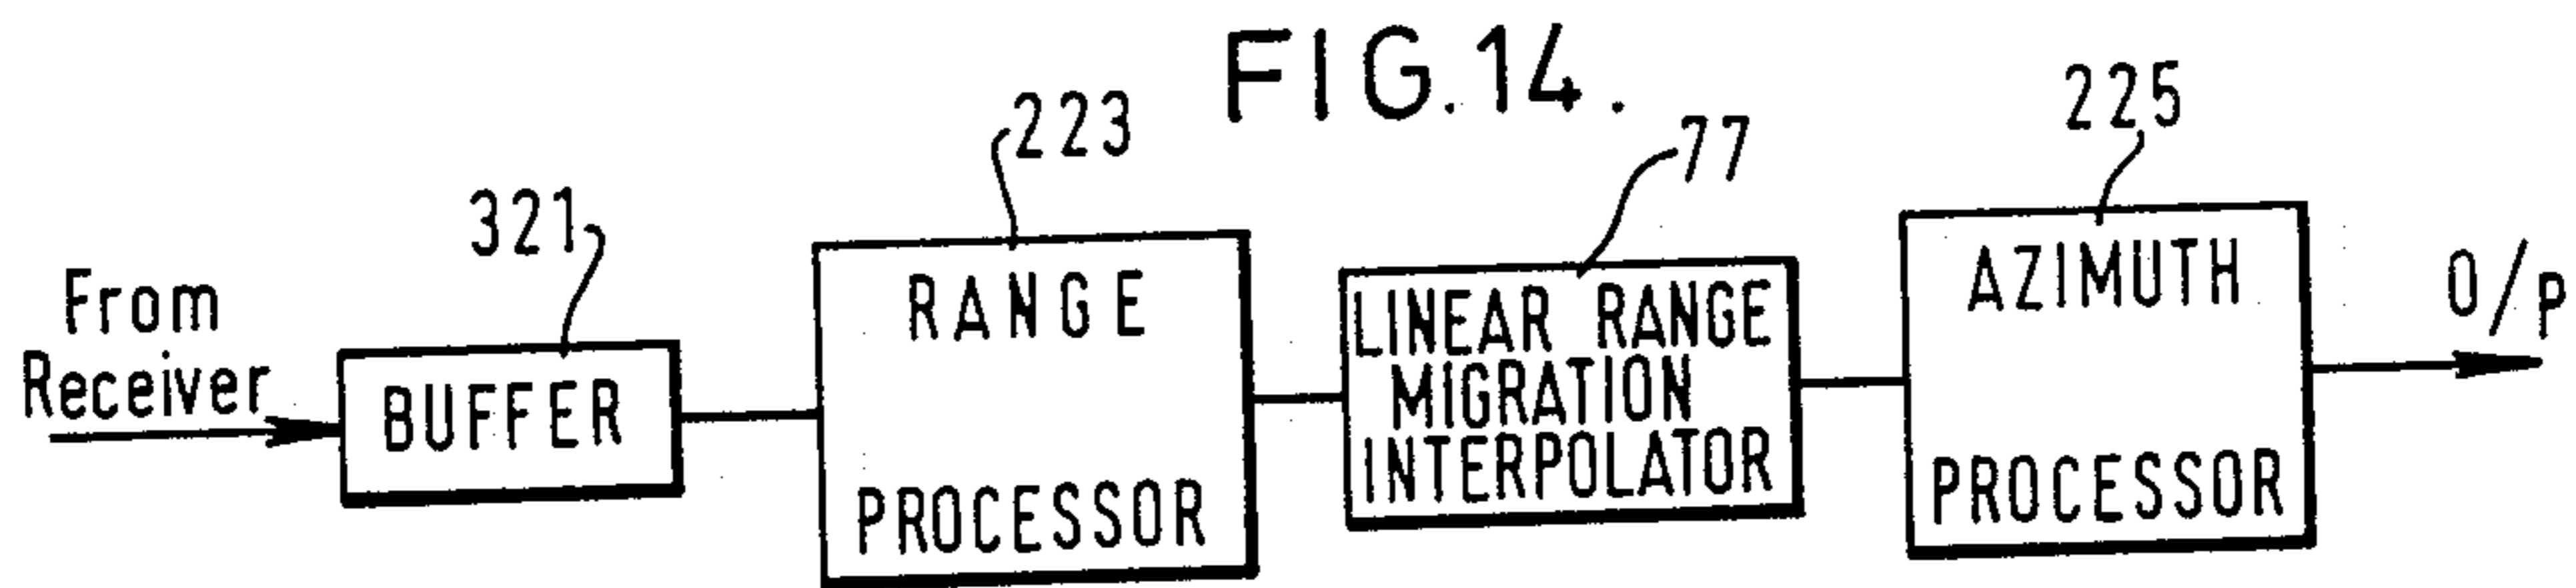 FIG.14.
321
223
77
225
From
Receiver
BUFFER
RANGE
PROCESSOR
LINEAR RANGE
MIGRATION
INTERPOLATOR
AZIMUTH
PROCESSOR
O/P